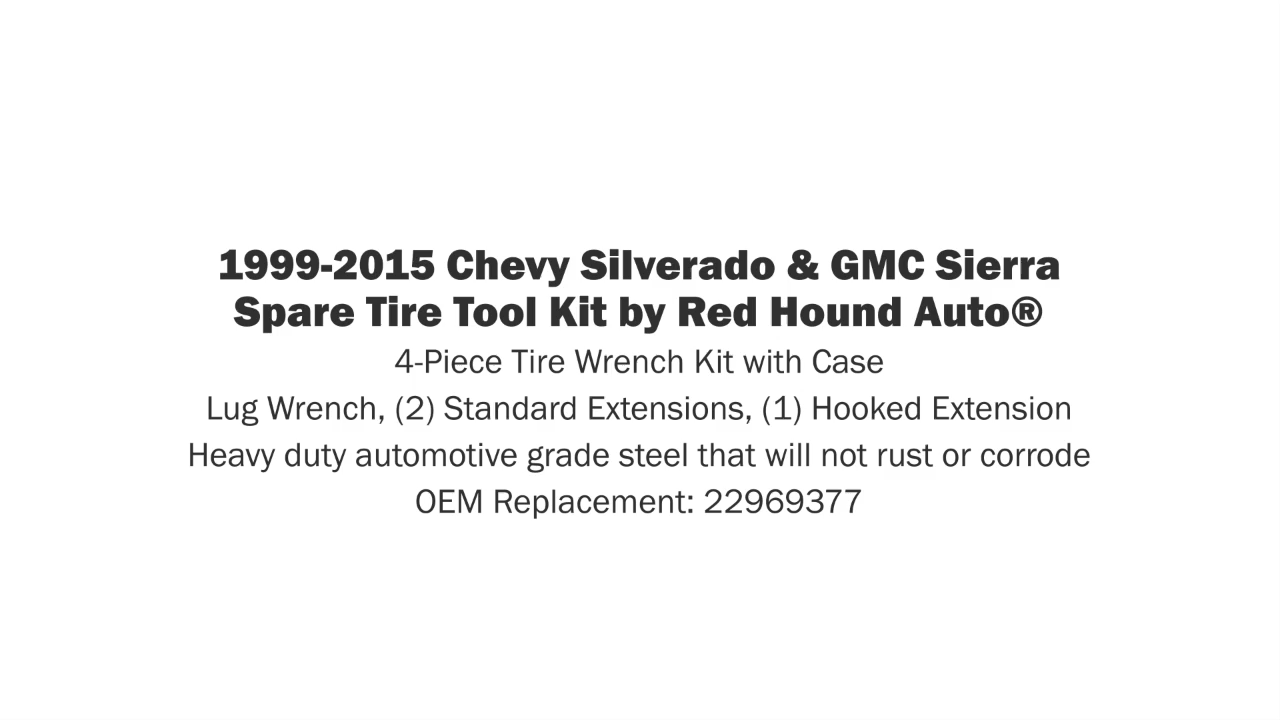 1999-2015 Chevy Silverado & GMC Sierra
Spare Tire Tool Kit by Red Hound Auto®
4-Piece Tire Wrench Kit with Case
Lug Wrench, (2) Standard Extensions, (1) Hooked Extension
Heavy duty automotive grade steel that will not rust or corrode
OEM Replacement: 22969377